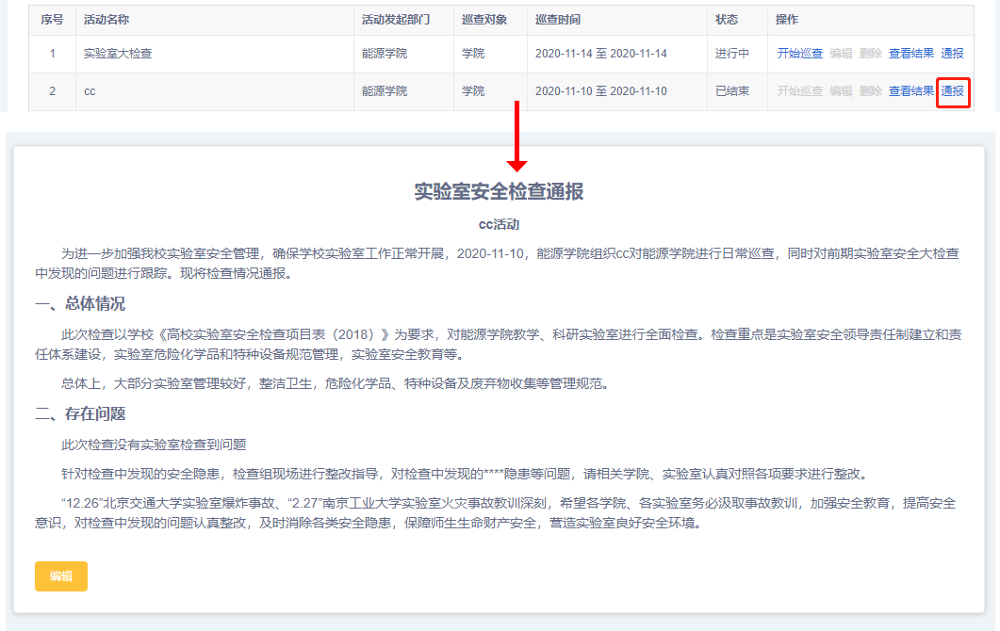 序号 活动名称 活动发起部门 巡查对象 巡查时间 状态 操作
1 实验室大检查 能源学院 学院 2020-11-14 至 2020-11-14 进行中 开始巡查 编辑 删除 查看结果 通报
2 cc 能源学院 学院 2020-11-10 至 2020-11-10 已结束 开始巡查 编辑 删除 查看结果 通报
实验室安全检查通报
cc活动
为进一步加强我校实验室安全管理，确保学校实验室工作正常开展，2020-11-10，能源学院组织cc对能源学院进行日常巡查，同时对前期实验室安全大检查
中发现的问题进行跟踪。现将检查情况通报。
一、总体情况
此次检查以学校《高校实验室安全检查项目表（2018）》为要求，对能源学院教学、科研实验室进行全面检查。检查重点是实验室安全领导责任制建立和责
任体系建设，实验室危险化学品和特种设备规范管理，实验室安全教育等。
总体上，大部分实验室管理较好，整洁卫生，危险化学品、特种设备及废弃物收集等管理规范。
二、存在问题
此次检查没有实验室检查到问题
针对检查中发现的安全隐患，检查组现场进行整改指导，对检查中发现的****隐患等问题，请相关学院、实验室认真对照各项要求进行整改。
“12.26”北京交通大学实验室爆炸事故、“2.27”南京工业大学实验室火灾事故教训深刻，希望各学院、各实验室务必汲取事故教训，加强安全教育，提高安全
意识，对检查中发现的问题认真整改，及时消除各类安全隐患，保障师生生命财产安全，营造实验室良好安全环境。
编辑